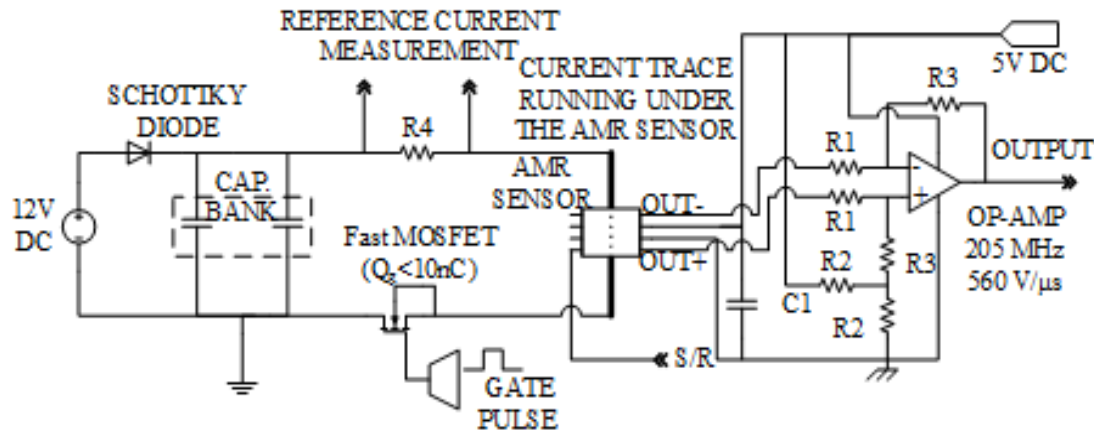 REFERENCE CURRENT
MEASUREMENT
SCHOTTKY
DIODE
R4
CURRENT TRACE
RUNNING UNDER
THE AMR SENSOR
AMR
SENSOR
5V DC
R3
R1
OUTPUT
12V
DC
CAP.
BANK
OUT-
OUT+
-
+
R1
OP-AMP
205 MHz
560 V/µs
Fast MOSFET
(Qg<10nC)
R2
R3
C1
R2
S/R
GATE
PULSE